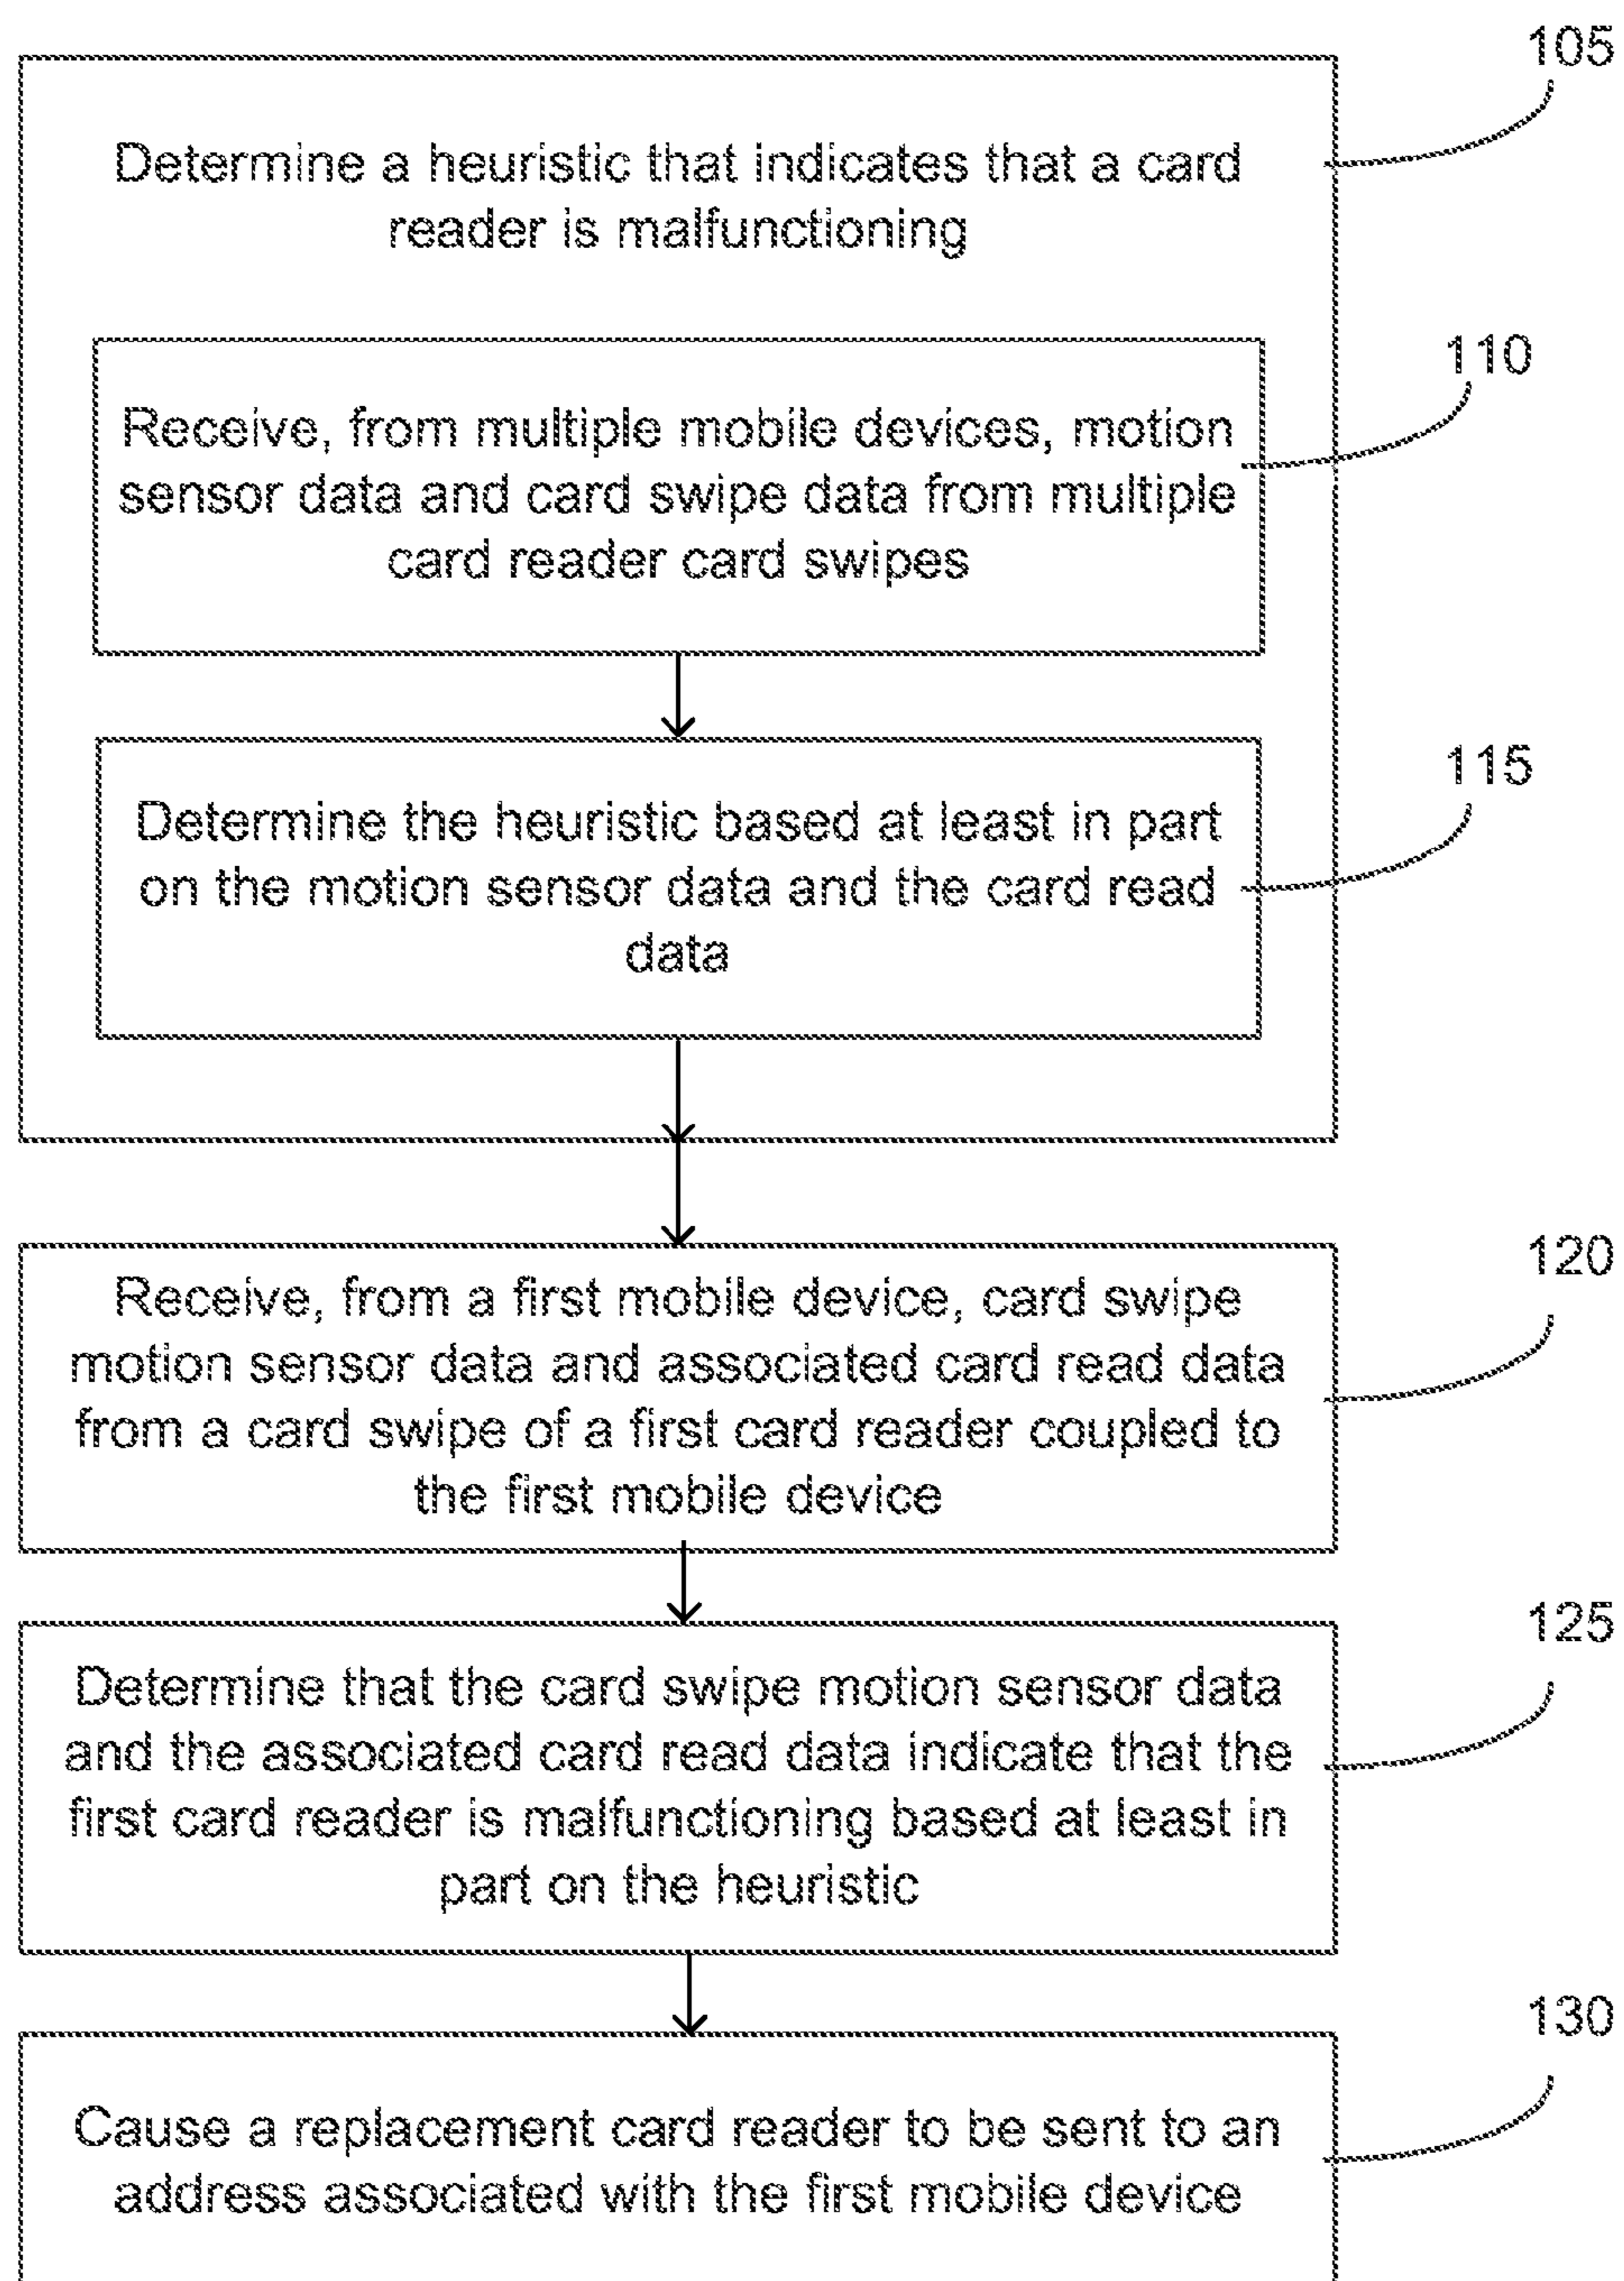 105
Determine a heuristic that indicates that a card
reader is malfunctioning
110
Receive, from multiple mobile devices, motion
sensor data and card swipe data from multiple
card reader card swipes
115
Determine the heuristic based at least in part
on the motion sensor data and the card read
data
120
Receive, from a first mobile device, card swipe
motion sensor data and associated card read data
from a card swipe of a first card reader coupled to
the first mobile device
125
Determine that the card swipe motion sensor data
and the associated card read data indicate that the
first card reader is malfunctioning based at least in
part on the heuristic
130
Cause a replacement card reader to be sent to an
address associated with the first mobile device